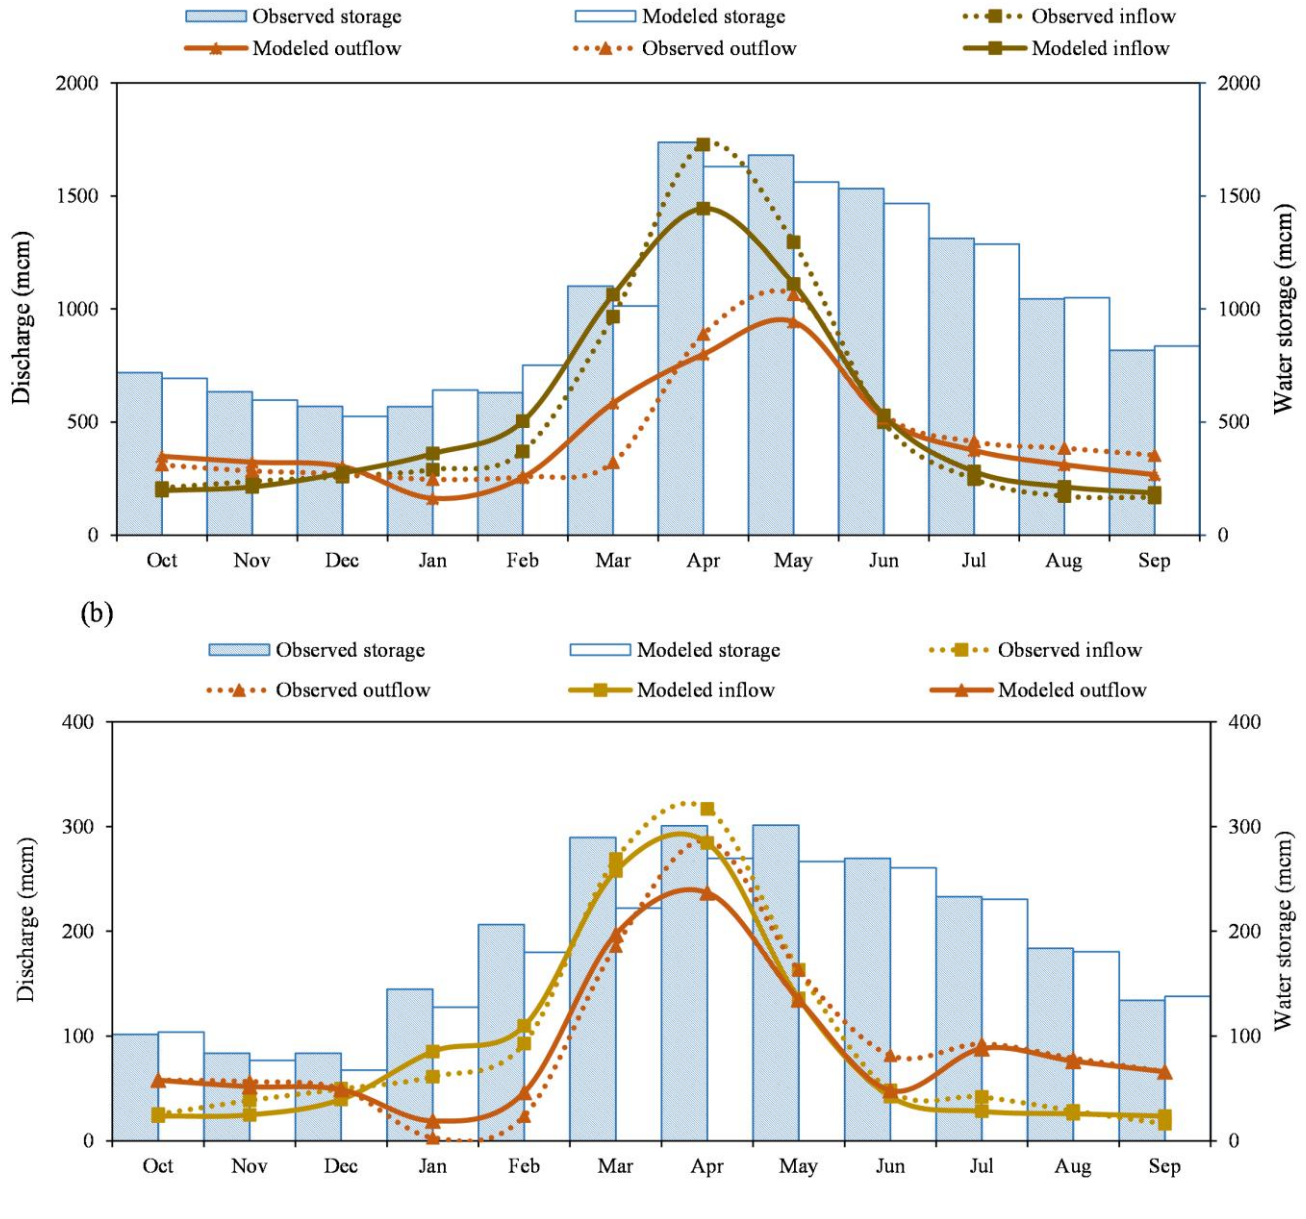 Observed storage Modeled storage Observed inflow
Modeled outflow Observed outflow Modeled inflow
2000 2000
1500 1500
1000 1000
500 500
0 0
Discharge (mcm)
Water storage (mcm)
Oct Nov Dec Jan Feb Mar Apr May Jun Jul Aug Sep
(b)
Observed storage Modeled storage Observed inflow
Observed outflow Modeled inflow Modeled outflow
400 400
300 300
200 200
100 100
0 0
Discharge (mcm)
Water storage (mcm)
Oct Nov Dec Jan Feb Mar Apr May Jun Jul Aug Sep